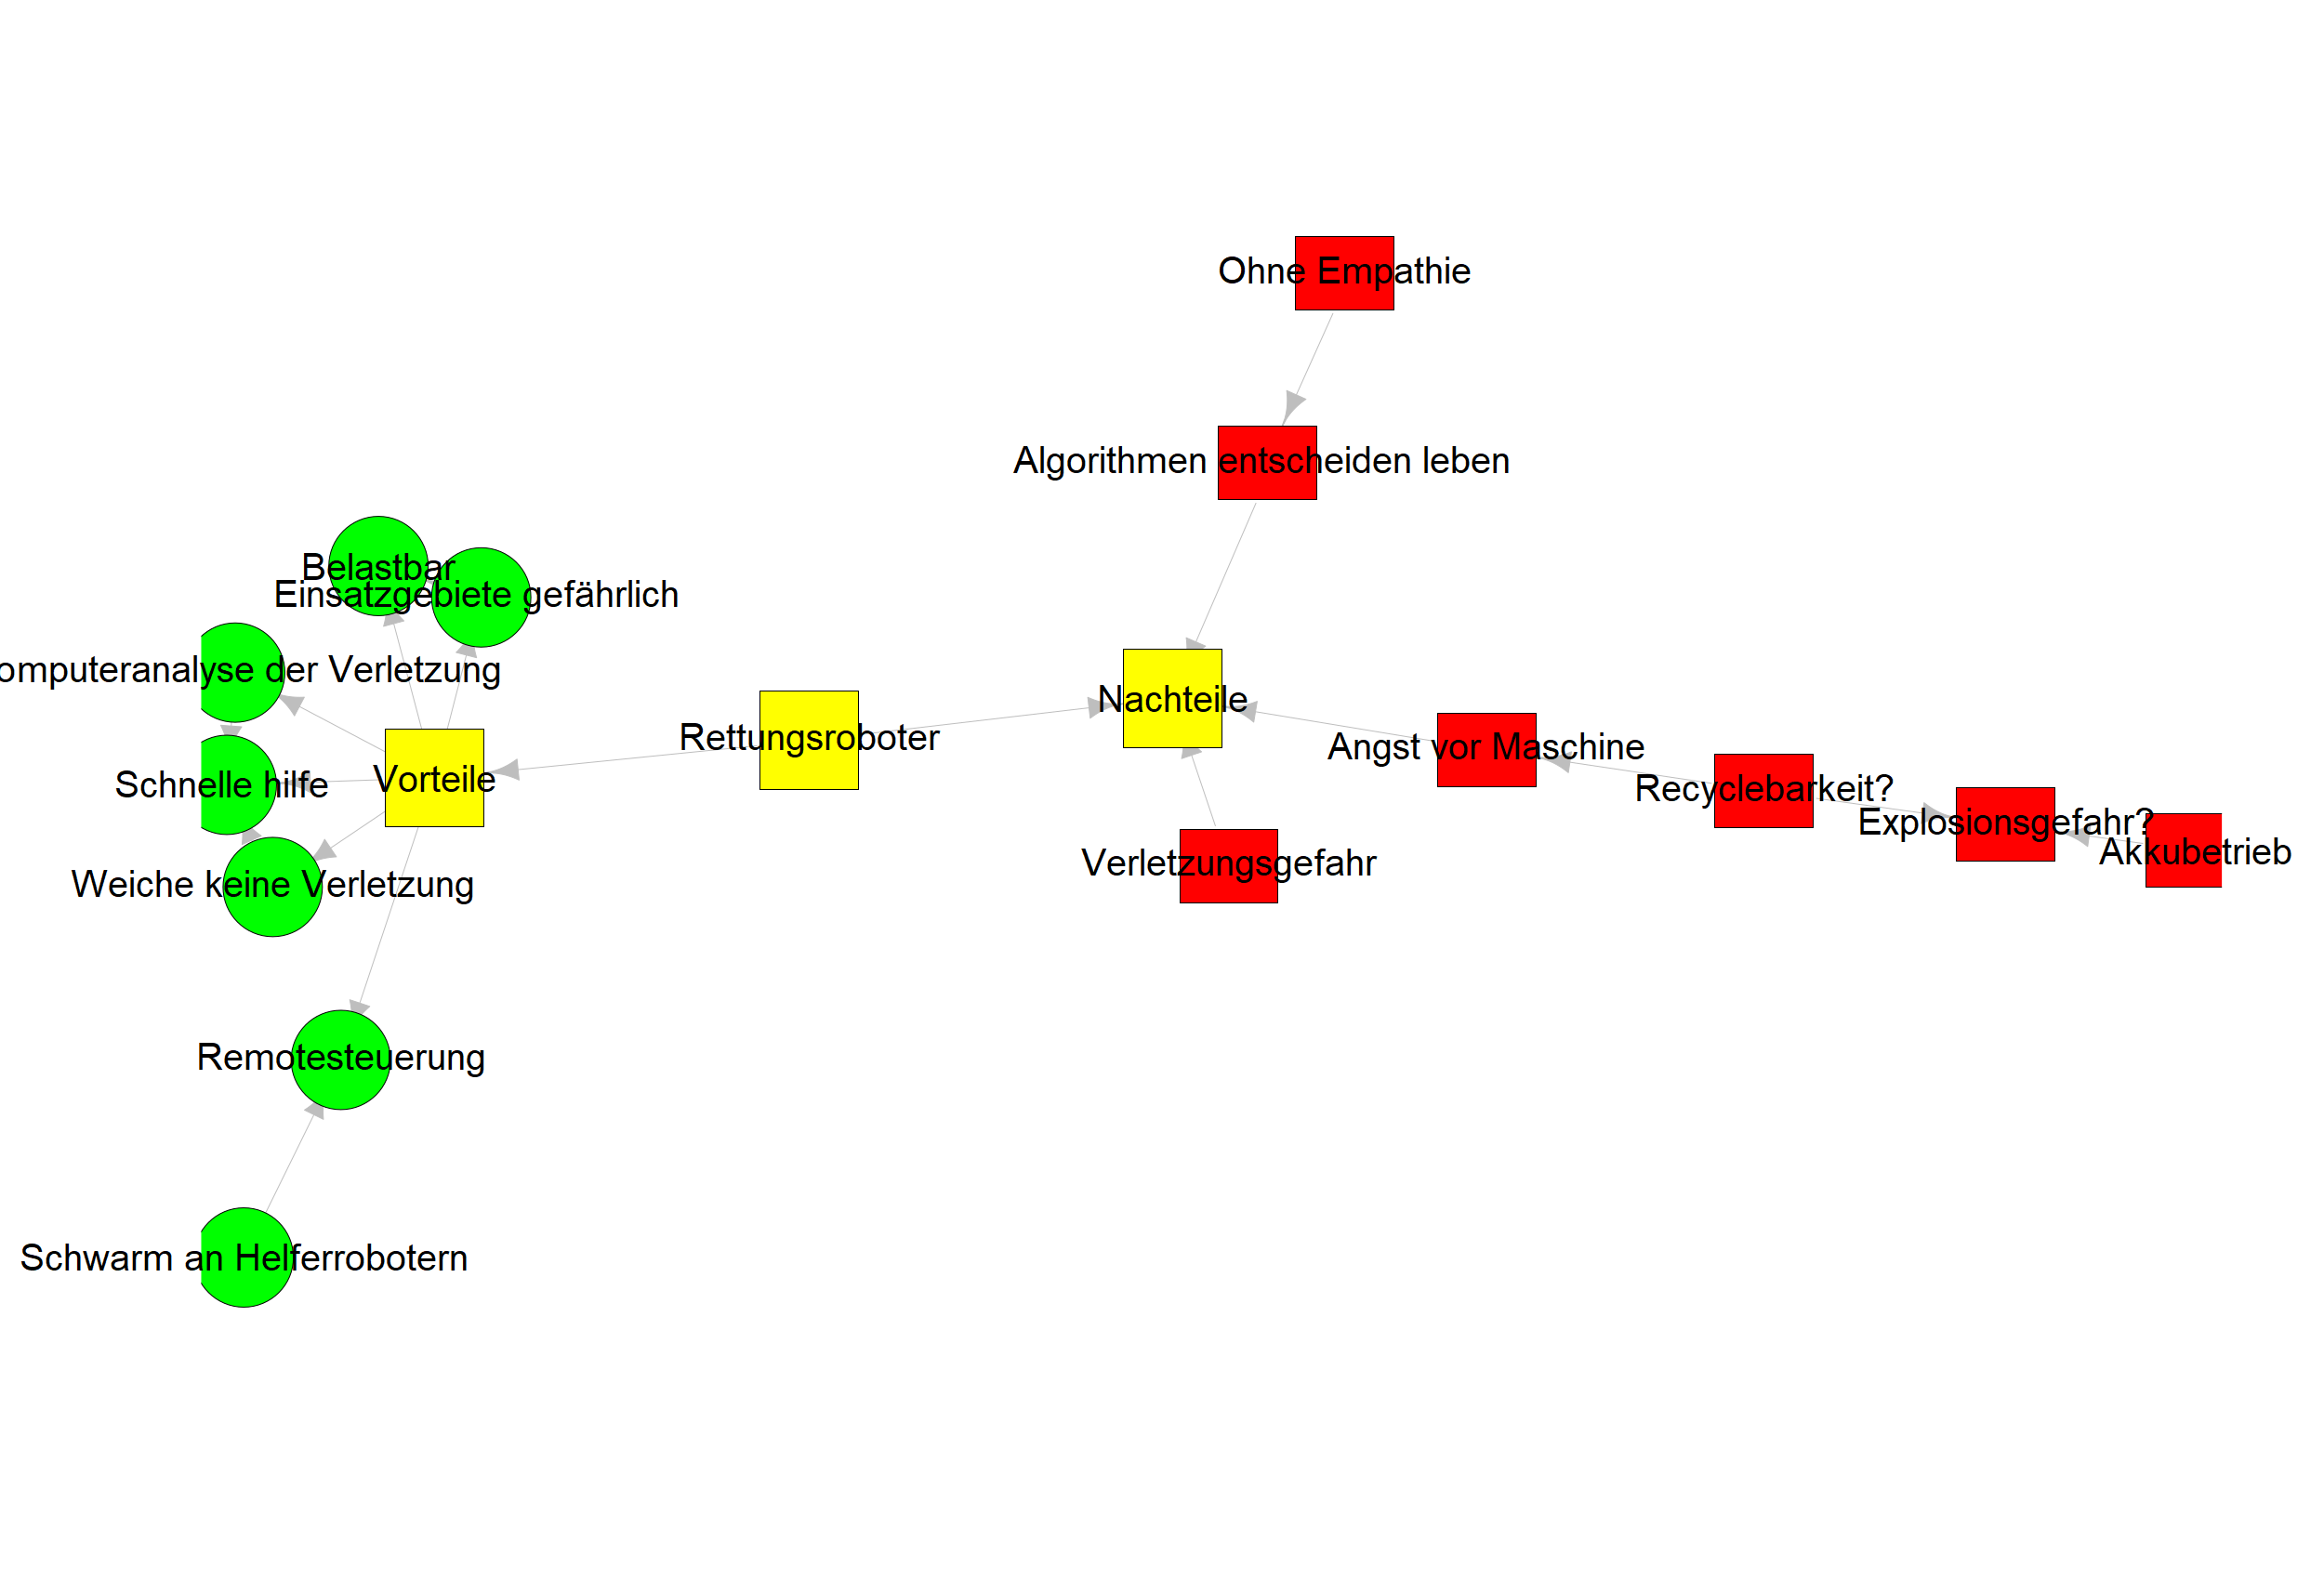 Ohne Empathie
Algorithmen entscheiden leben
Belastbar
Einsatzgebiete gefährlich
omputeranalyse der Verletzung
Nachteile
Rettungsroboter
Angst vor Maschine
Vorteile
Schnelle hilfe
Recyclebarkeit?
Explosionsgefahr?
Akkubetrieb
Verletzungsgefahr
Weiche keine Verletzung
Remotesteuerung
Schwarm an Helferrobotern